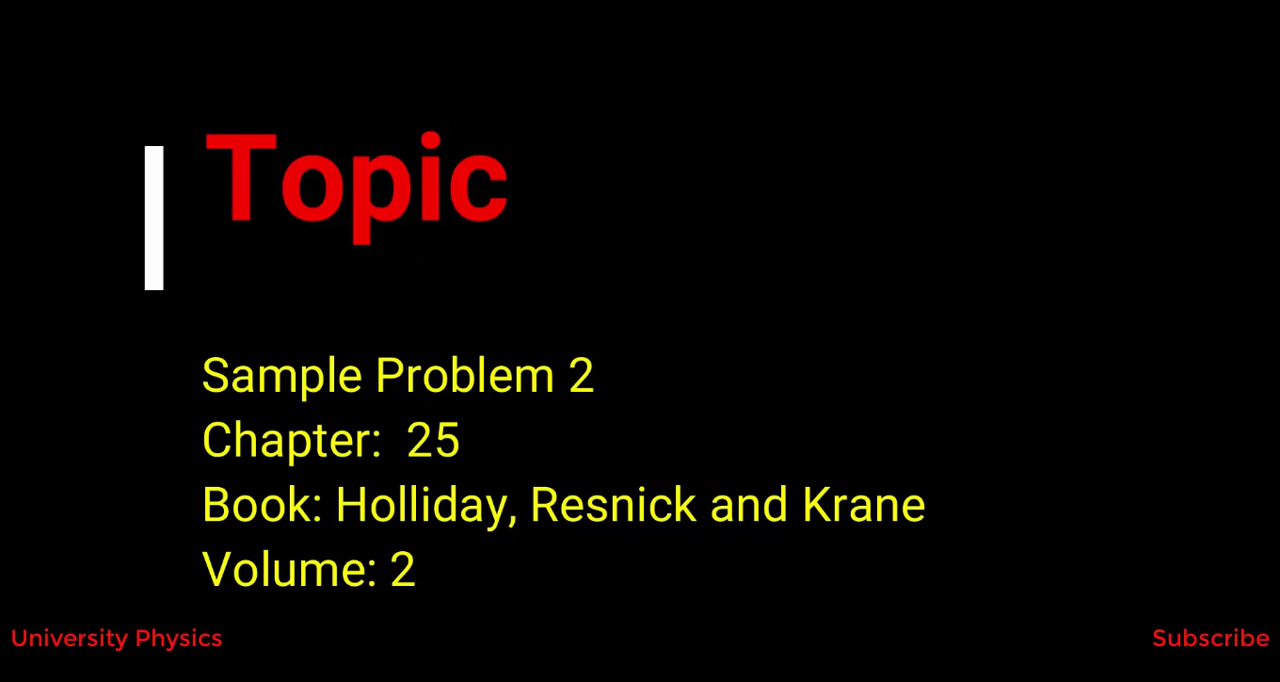 Topic
Sample Problem 2
Chapter:  25
Book: Holliday, Resnick and Krane
Volume: 2
University Physics
Subscribe